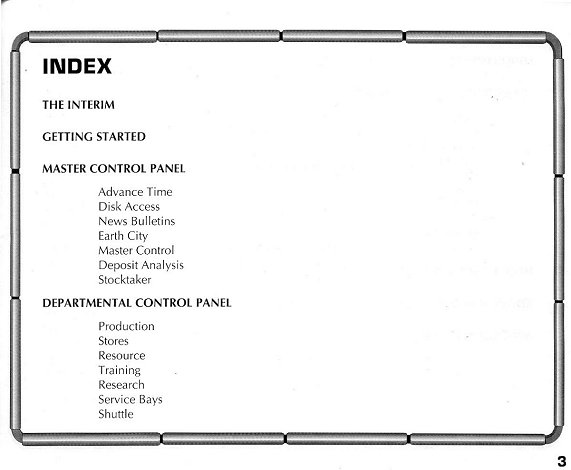 INDEX
THE INTERIM
GETTING STARTED
MASTER CONTROL PANEL
Advance Time
Disk Access
News Bulletins
Earth City
Master Control
Deposit Analysis
Stocktaker
DEPARTMENTAL CONTROL PANEL
Production
Stores
Resource
Training
Research
Service Bays
Shuttle
3